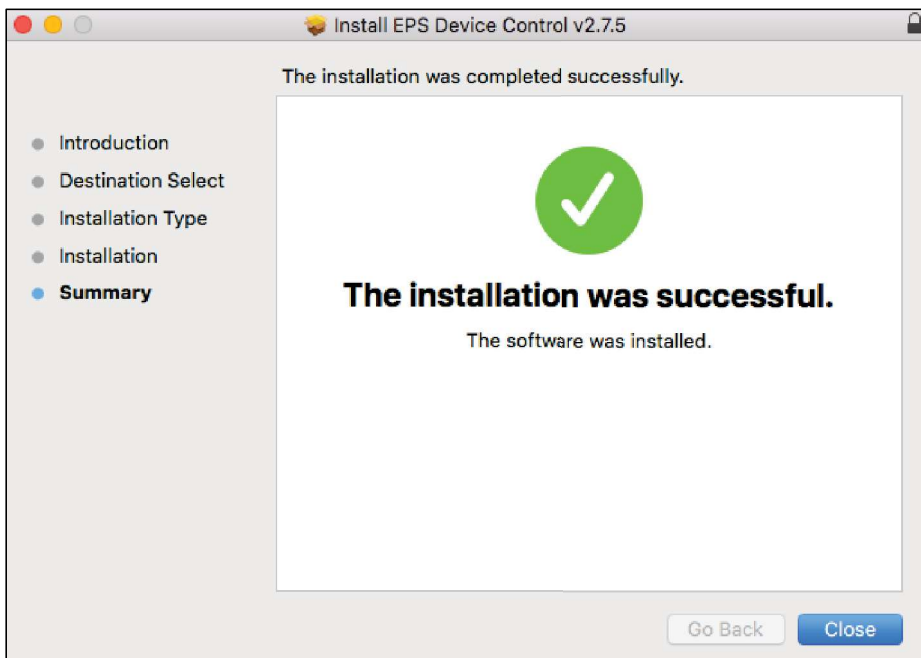 Install EPS Device Control v2.7.5
The installation was completed successfully.
Introduction
Destination Select
Installation Type
Installation
Summary
The installation was successful.
The software was installed.
Go Back
Close